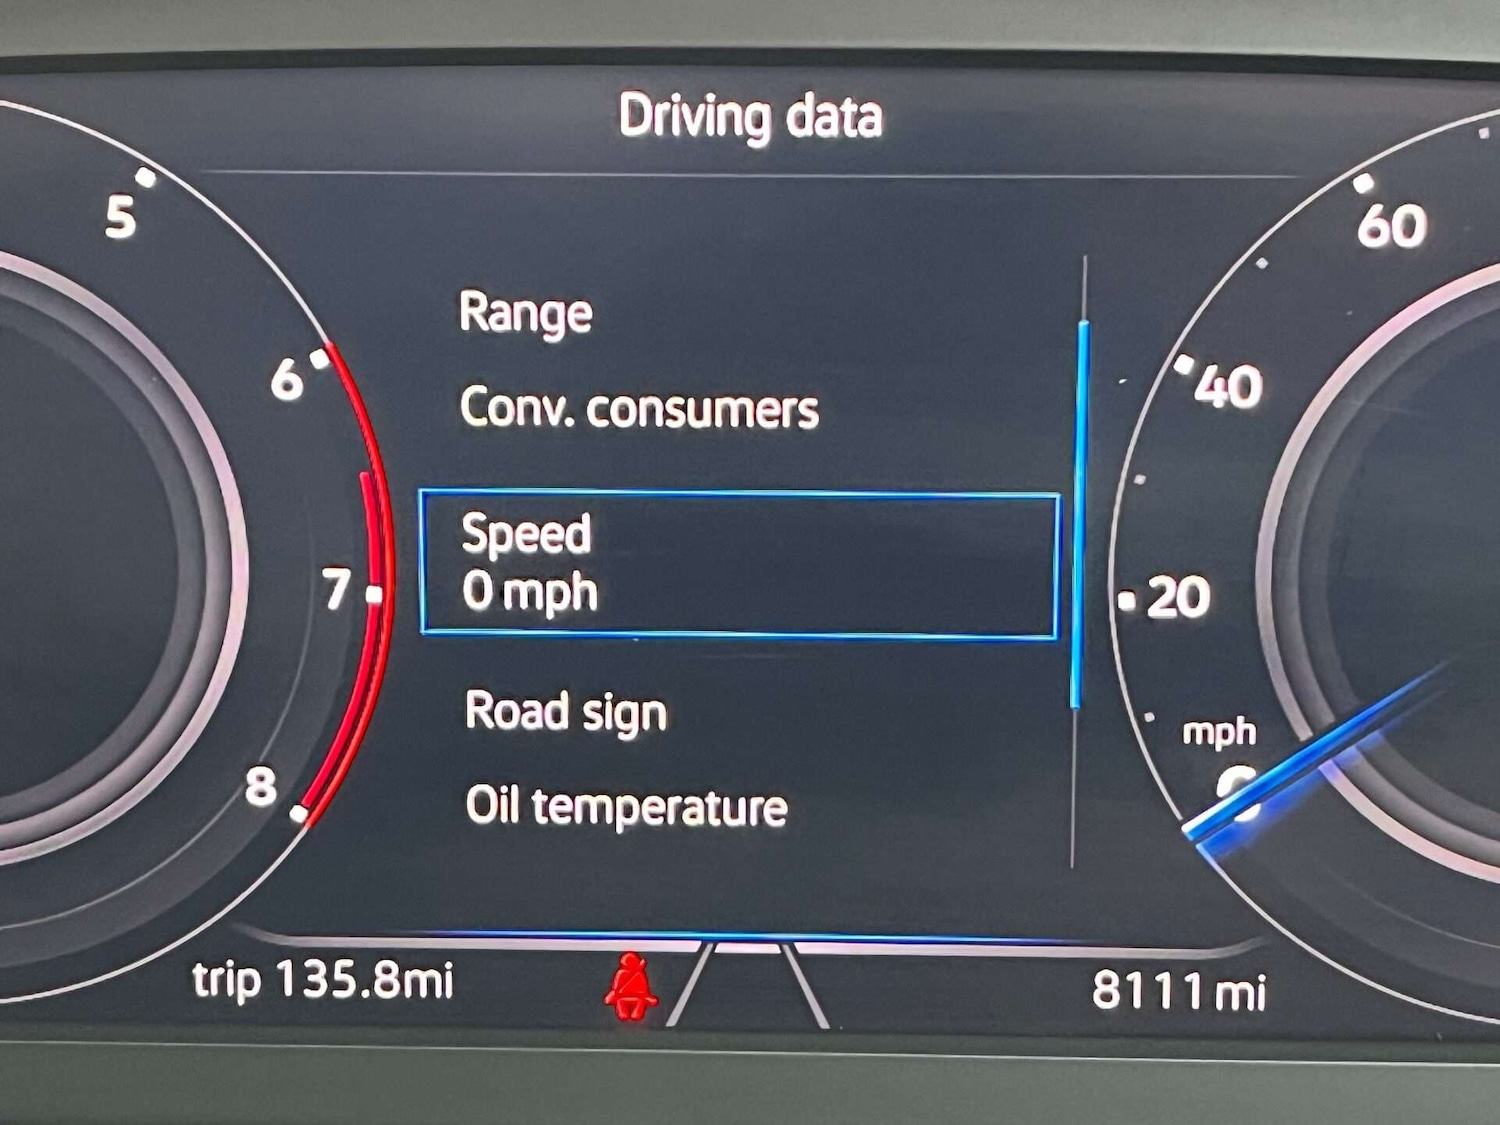 Driving data
5
6
7
8
Range
Conv. consumers
Speed
0 mph
Road sign
Oil temperature
60
40
20
mph
0
trip 135.8mi
8111 mi